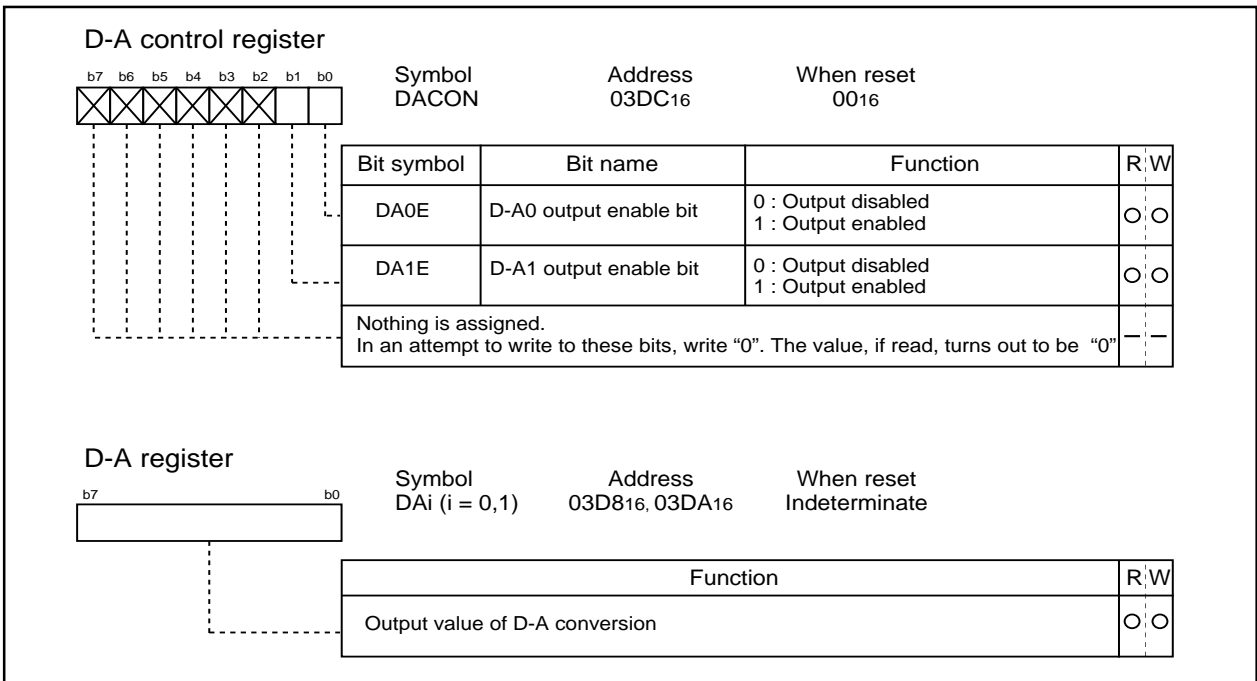 D-A control register
b7 b6 b5 b4 b3 b2 b1 b0
Symbol Address When reset
DACON 03DC16 0016
Bit symbol Bit name Function R W
DA0E D-A0 output enable bit 0 : Output disabled
1 : Output enabled O O
DA1E D-A1 output enable bit 0 : Output disabled
1 : Output enabled O O
Nothing is assigned.
In an attempt to write to these bits, write “0”. The value, if read, turns out to be “0” – –
D-A register
b7 b0
Symbol Address When reset
DAi (i = 0,1) 03D816, 03DA16 Indeterminate
Function R W
Output value of D-A conversion O O